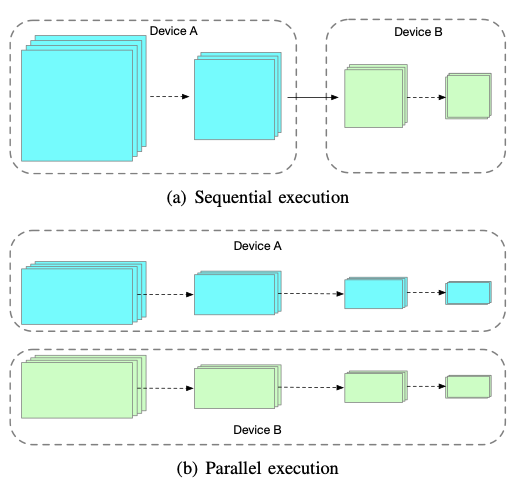 Device A
Device B
(a) Sequential execution
Device A
Device B
(b) Parallel execution